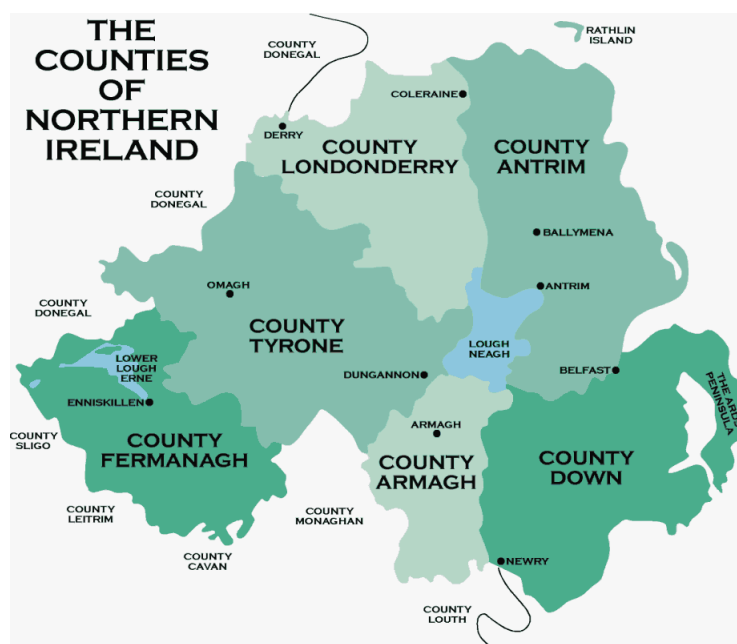 THE
COUNTIES
OF
NORTHERN
IRELAND
COUNTY
DONEGAL
RATHLIN
ISLAND
COLERAINE
DERRY
COUNTY
LONDONDERRY
COUNTY
ANTRIM
COUNTY
DONEGAL
BALLYMENA
OMAGH
ANTRIM
COUNTY
DONEGAL
COUNTY
TYRONE
LOUGH
NEAGH
LOWER
LOUGH
ERNE
DUNGANNON
BELFAST
THE ARDS
PENINSULA
ENNISKILLEN
ARMAGH
COUNTY
SLIGO
COUNTY
FERMANAGH
COUNTY
ARMAGH
COUNTY
DOWN
COUNTY
LEITRIM
COUNTY
MONAGHAN
COUNTY
CAVAN
NEWRY
COUNTY
LOUTH